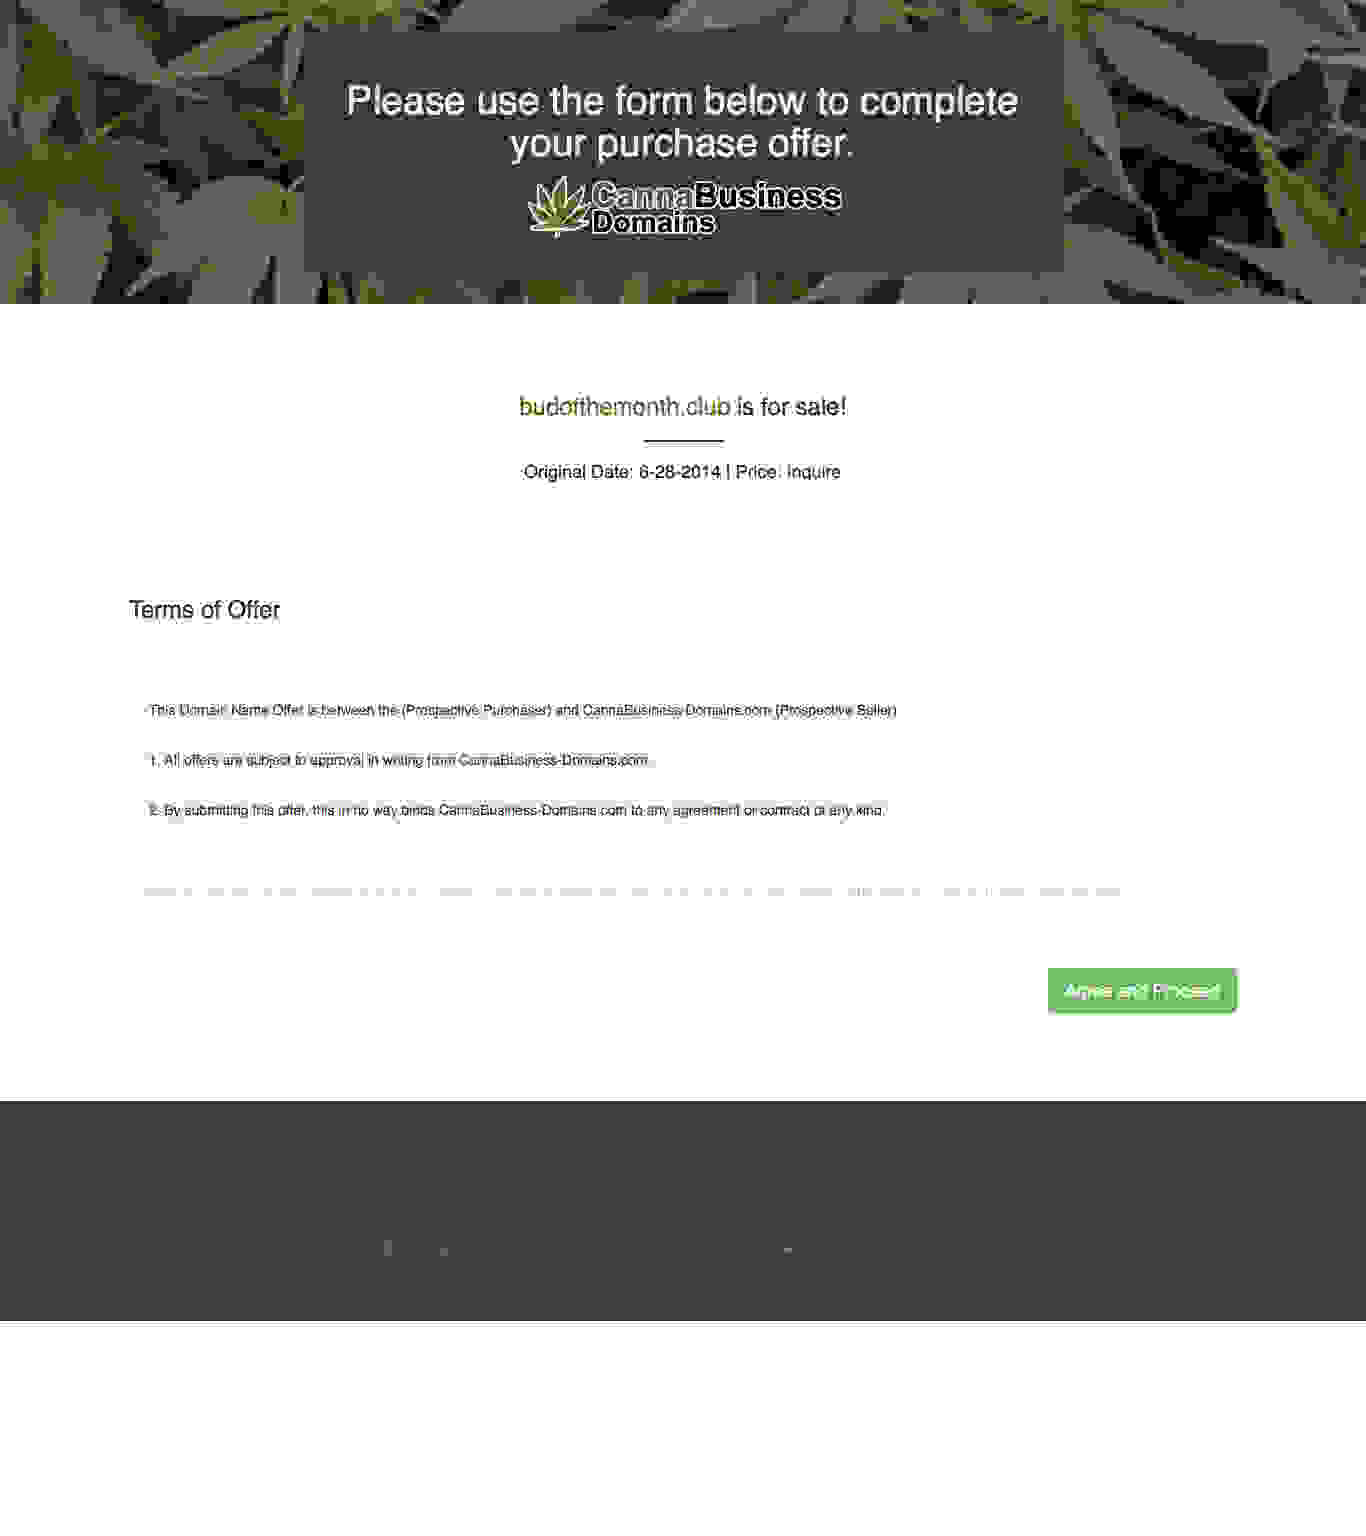 Please use the form below to complete
your purchase offer.
CannaBusiness
Domains
budofthemonth.club is for sale!
Original Date: 6-28-2014 | Price: Inquire
Terms of Offer
This Domain Name Offer is between the (Prospective Purchaser) and CannaBusiness-Domains.com (Prospective Seller)
1. All offers are subject to approval in writing from CannaBusiness-Domains.com.
2. By submitting this offer, this in no way binds CannaBusiness-Domains.com to any agreement or contract of any kind.
Agree and Proceed